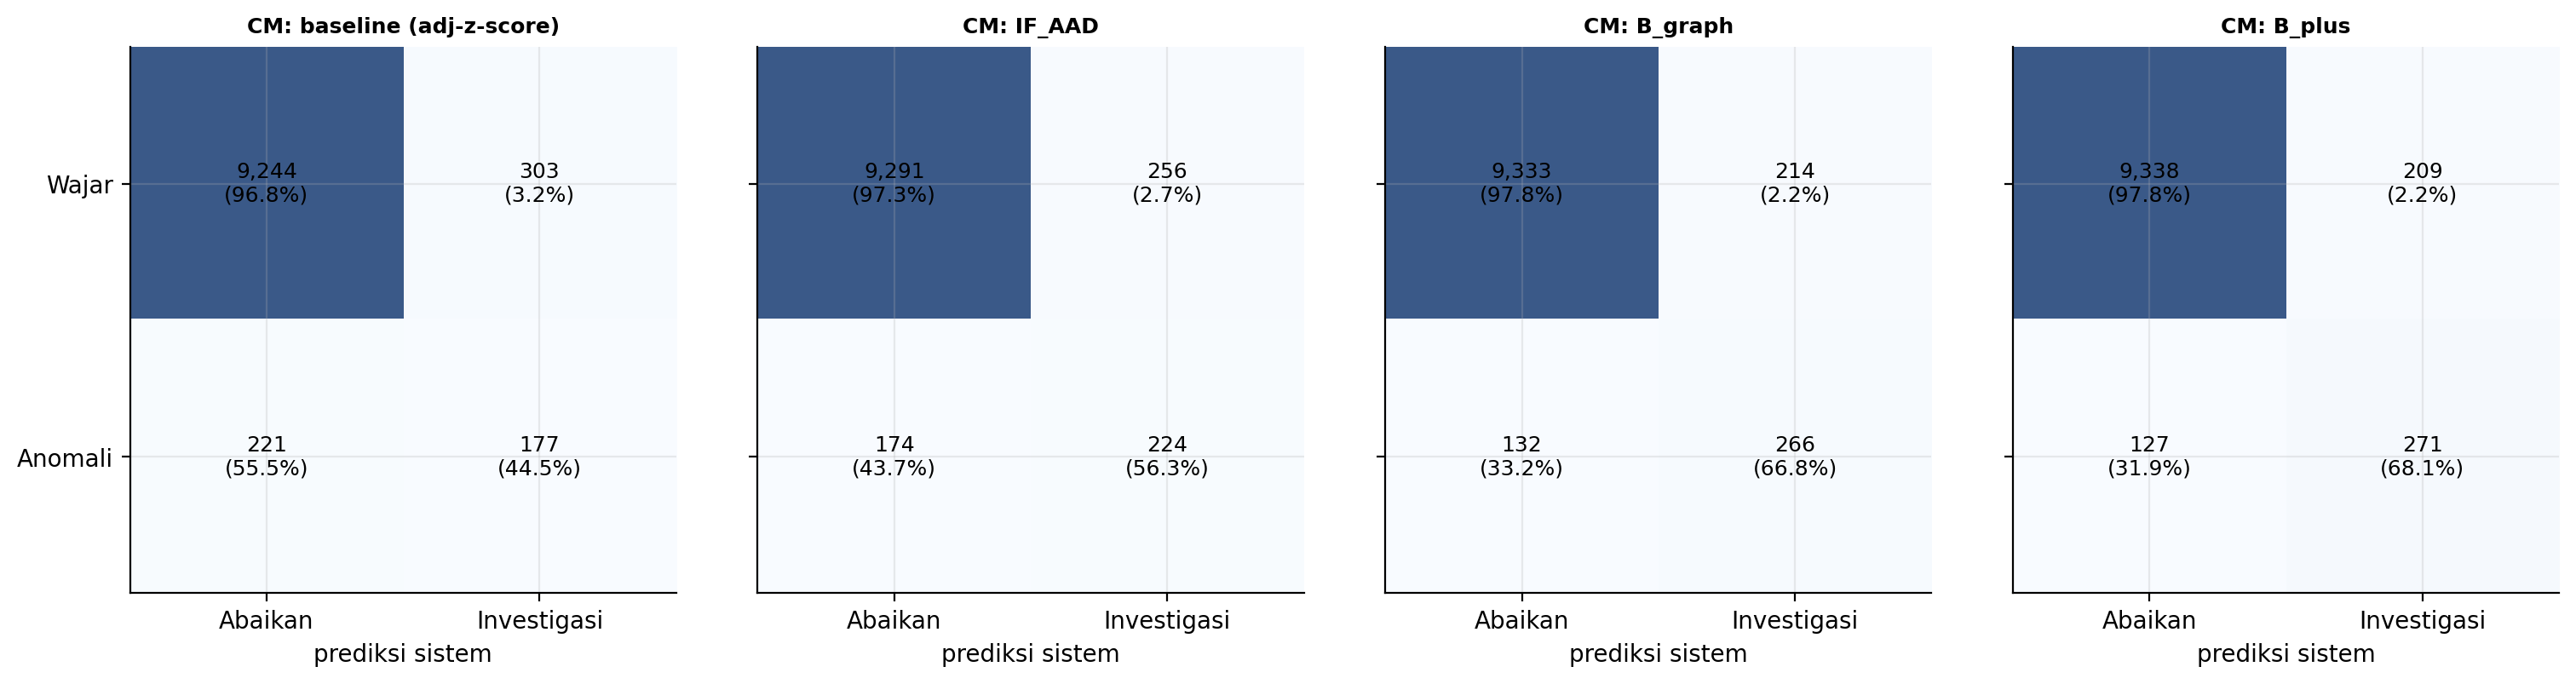 CM: baseline (adj-z-score)
CM: IF_AAD
CM: B_graph
CM: B_plus
Wajar
9,244
(96.8%)
303
(3.2%)
9,291
(97.3%)
256
(2.7%)
9,333
(97.8%)
214
(2.2%)
9,338
(97.8%)
209
(2.2%)
Anomali
221
(55.5%)
177
(44.5%)
174
(43.7%)
224
(56.3%)
132
(33.2%)
266
(66.8%)
127
(31.9%)
271
(68.1%)
Abaikan
Investigasi
Abaikan
Investigasi
Abaikan
Investigasi
Abaikan
Investigasi
prediksi sistem
prediksi sistem
prediksi sistem
prediksi sistem